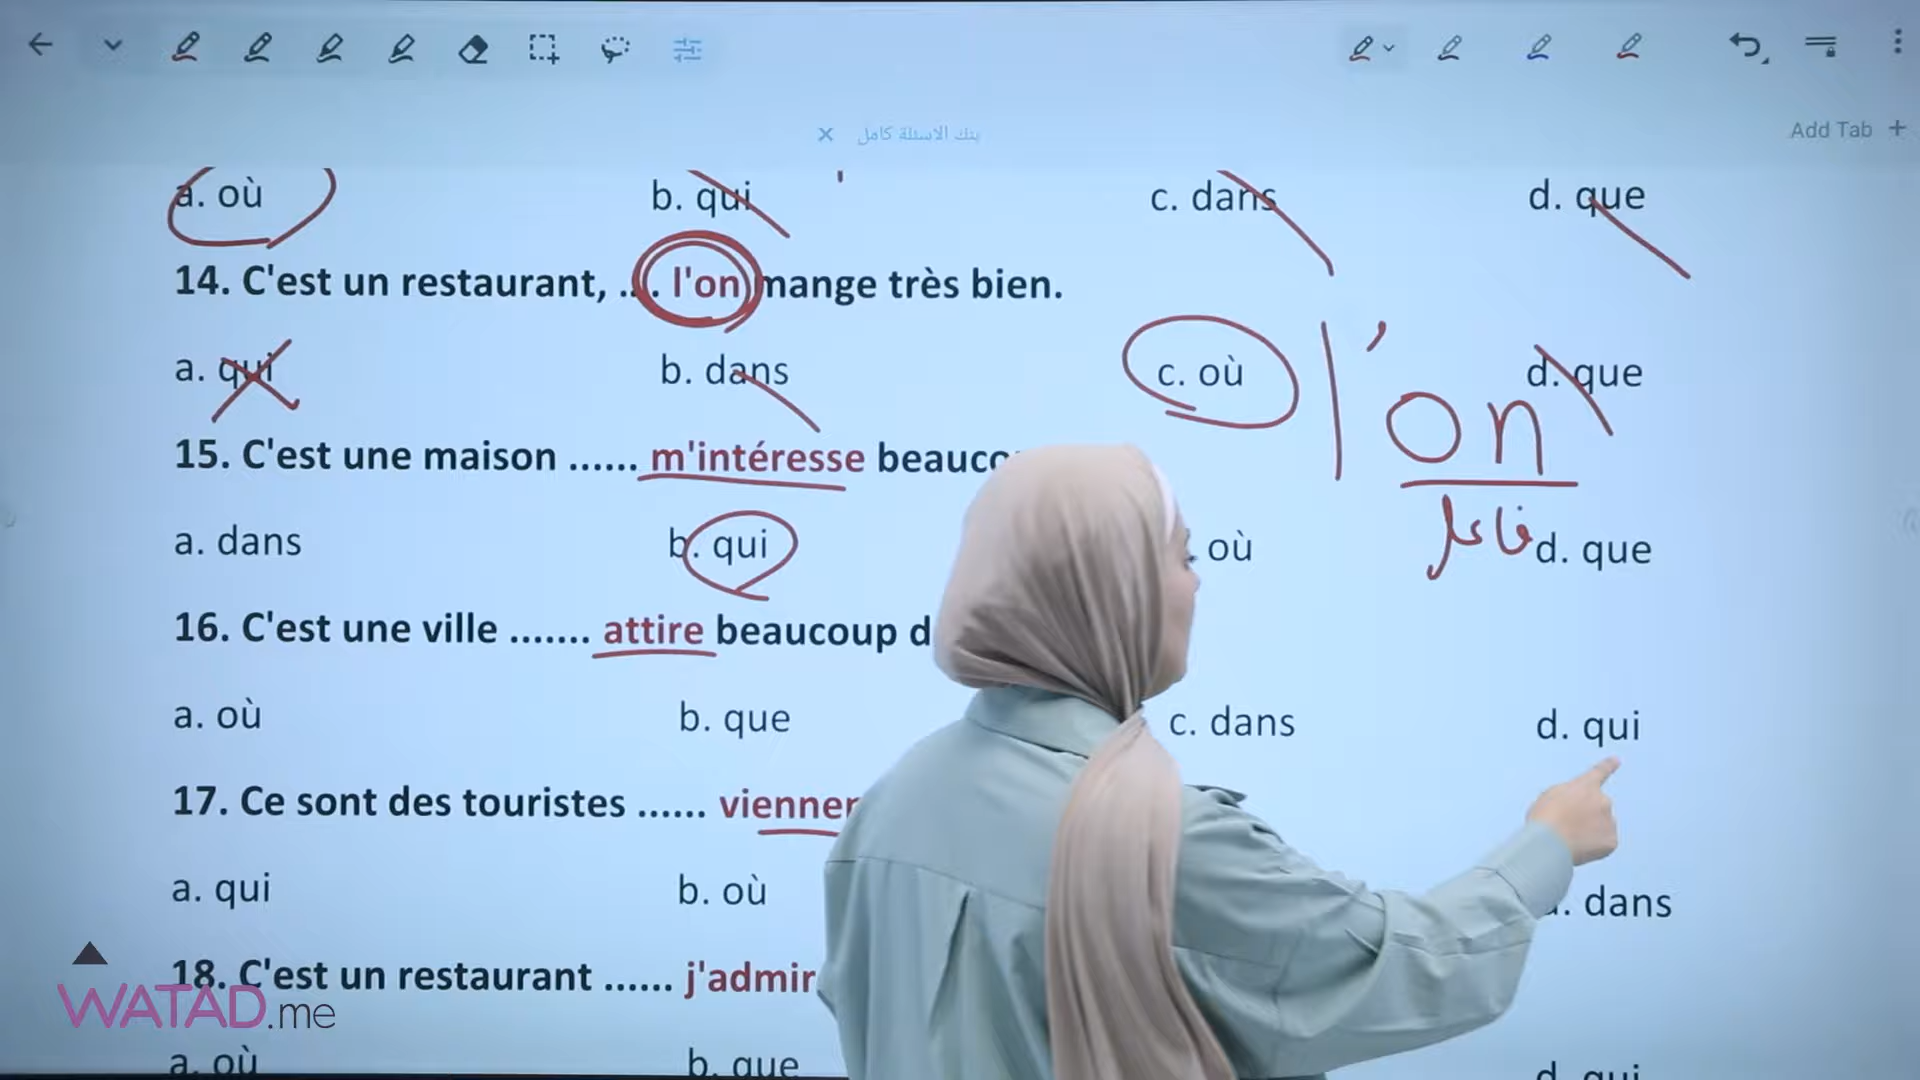 Add Tab +
× بنك الاسئلة كامل
a. où b. qui c. dans d. que
14. C'est un restaurant, .... l'on mange très bien.
a. qui b. dans c. où d. que
l'on
فاعل
15. C'est une maison ...... m'intéresse
a. dans b. qui où d. que
16. C'est une ville ....... attire beaucoup
a. où b. que c. dans d. qui
17. Ce sont des touristes ......
a. qui b. où dans
18. C'est un restaurant ......
a. où b. que d. qui
WATAD.me